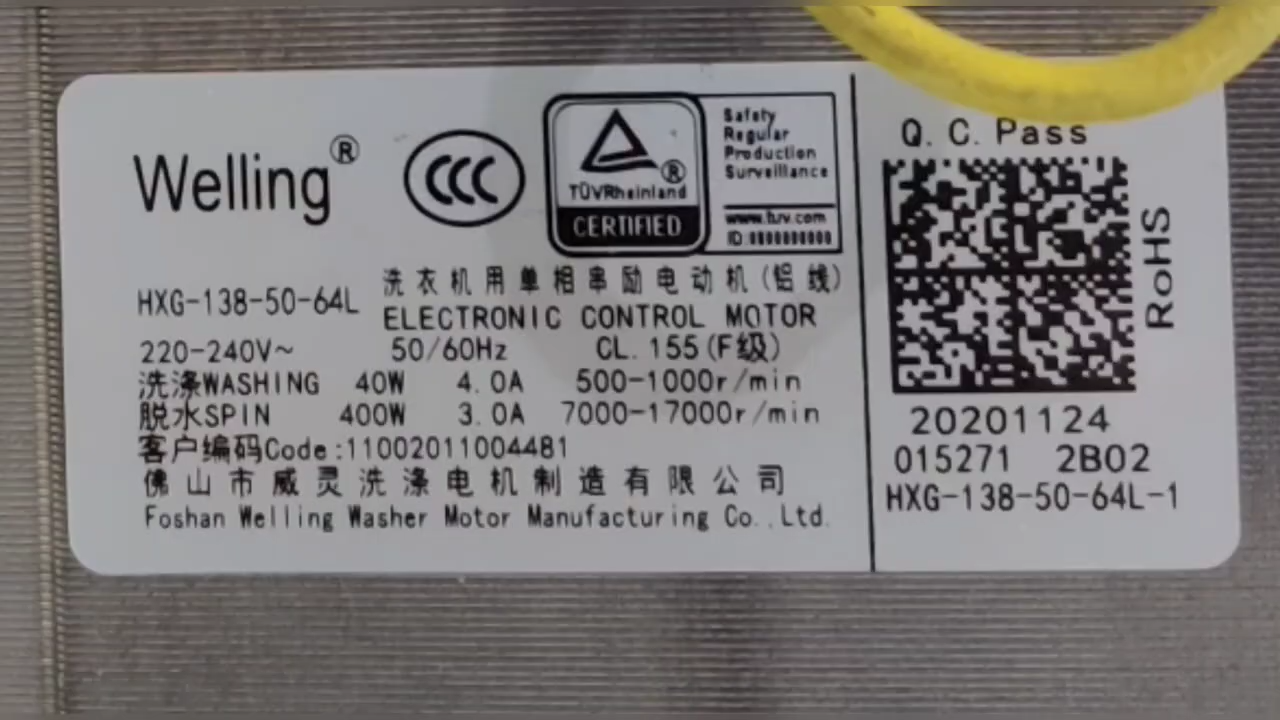 Welling®
CCC
TÜVRheinland®
CERTIFIED
Safety
Regular
Production
Surveillance
www.tuv.com
ID:0000000000
HXG-138-50-64L
洗衣机用单相串励电动机(铝线)
ELECTRONIC CONTROL MOTOR
220-240V~ 50/60Hz CL.155(F级)
洗涤WASHING 40W 4.0A 500-1000r/min
脱水SPIN 400W 3.0A 7000-17000r/min
客户编码Code:11002011004481
佛山市威灵洗涤电机制造有限公司
Foshan Welling Washer Motor Manufacturing Co.,Ltd.
Q.C.Pass
RoHS
20201124
015271 2B02
HXG-138-50-64L-1